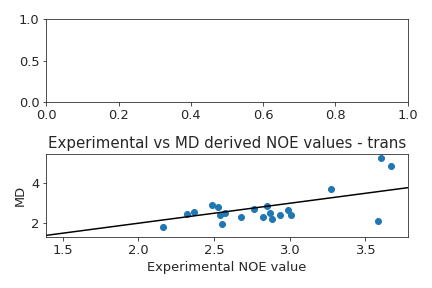 1.0
0.5
0.0
0.0 0.2 0.4 0.6 0.8 1.0
Experimental vs MD derived NOE values - trans
4
2
MD
1.5 2.0 2.5 3.0 3.5
Experimental NOE value